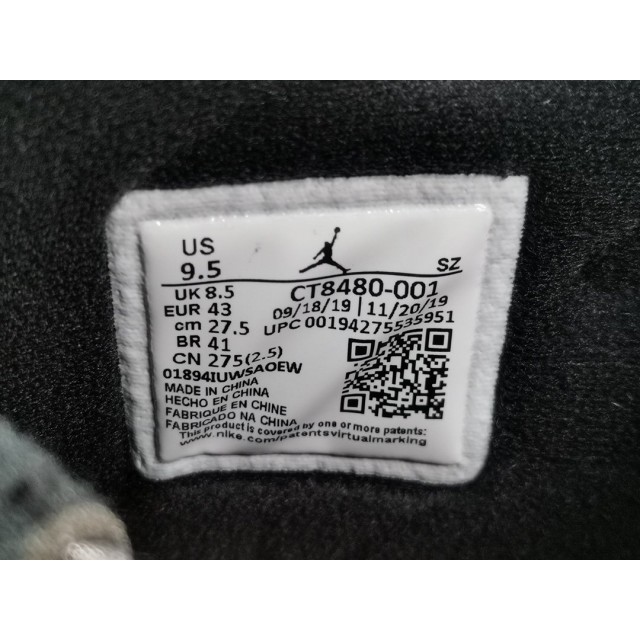 US
9.5
SZ
UK 8.5
EUR 43
cm 27.5
BR 41
CN 275(2.5)
CT8480-001
09/18/19 | 11/20/19
UPC 00194275535951
01894IUWSAOEW
MADE IN CHINA
HECHO EN CHINA
FABRIQUE EN CHINE
FABRICADO NA CHINA
This product is covered by one or more patents:
www.nike.com/patentsvirtualmarking